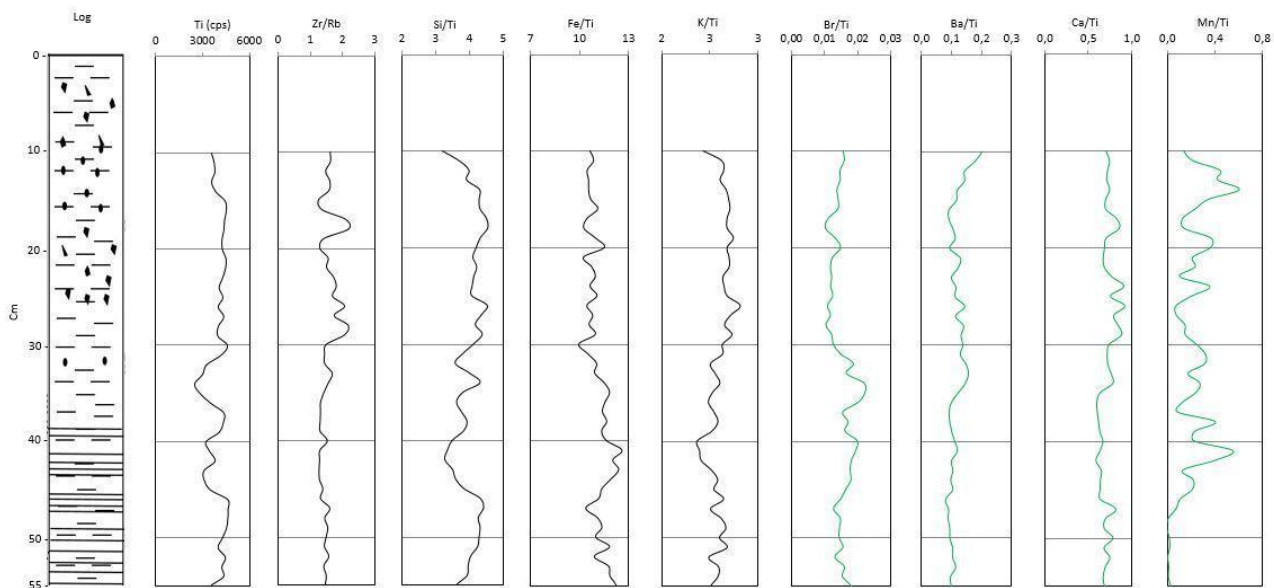 Log Ti (cps) Zr/Rb Si/Ti Fe/Ti K/Ti Br/Ti Ba/Ti Ca/Ti Mn/Ti
0 3000 6000 0 1 2 3 2 3 4 5 7 10 13 2 3 3 0,00 0,01 0,02 0,03 0,0 0,1 0,2 0,3 0,0 0,5 1,0 0,0 0,4 0,8
0
10
20
Cm
30
40
50
55